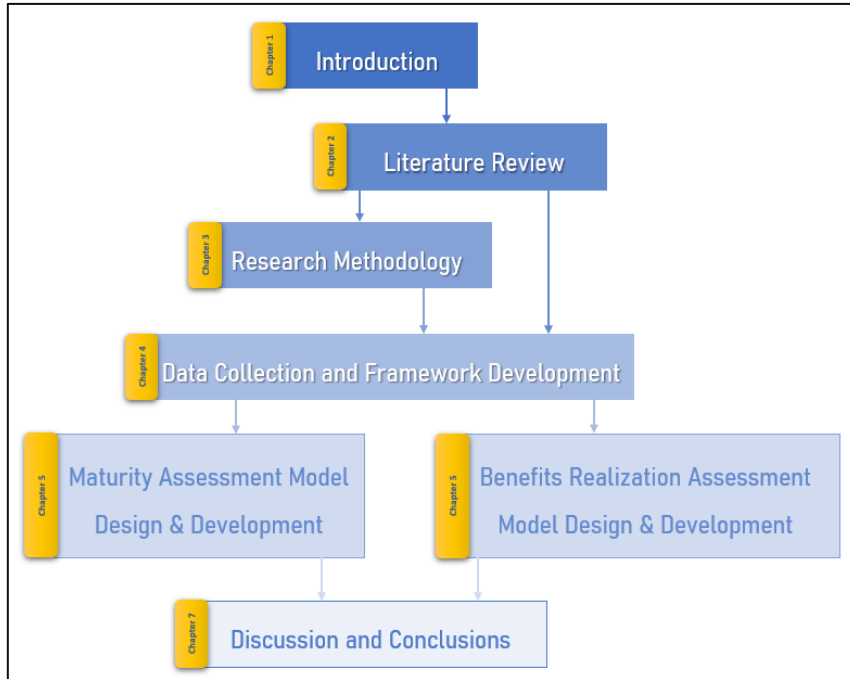 Chapter 1
Introduction
Chapter 2
Literature Review
Chapter 3
Research Methodology
Chapter 4
Data Collection and Framework Development
Chapter 5
Maturity Assessment Model
Design & Development
Chapter 5
Benefits Realization Assessment
Model Design & Development
Chapter 7
Discussion and Conclusions